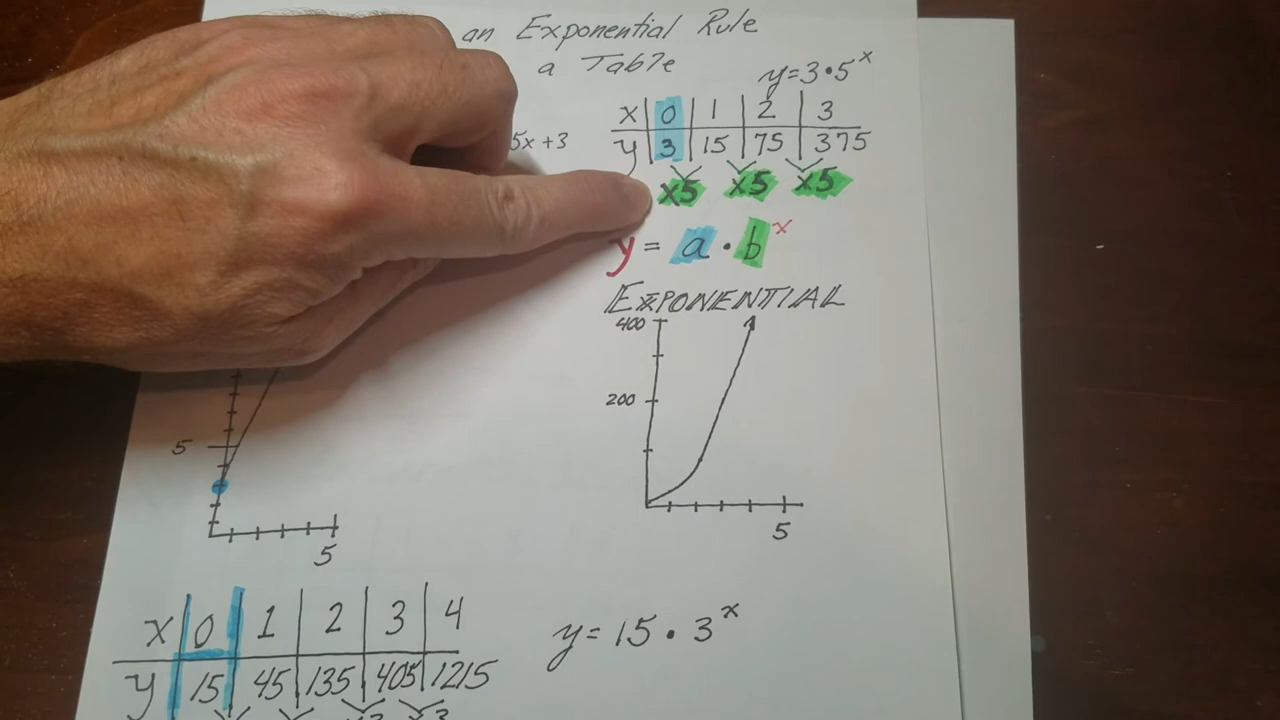 an Exponential Rule
a Table
5x + 3
y = 3 • 5^x
x | 0 | 1 | 2 | 3
y | 3 | 15 | 75 | 375
x5 x5 x5
y = a • b^x
EXPONENTIAL
400
200
5
5
5
x | 0 | 1 | 2 | 3 | 4
y | 15 | 45 | 135 | 405 | 1215
y = 15 • 3^x